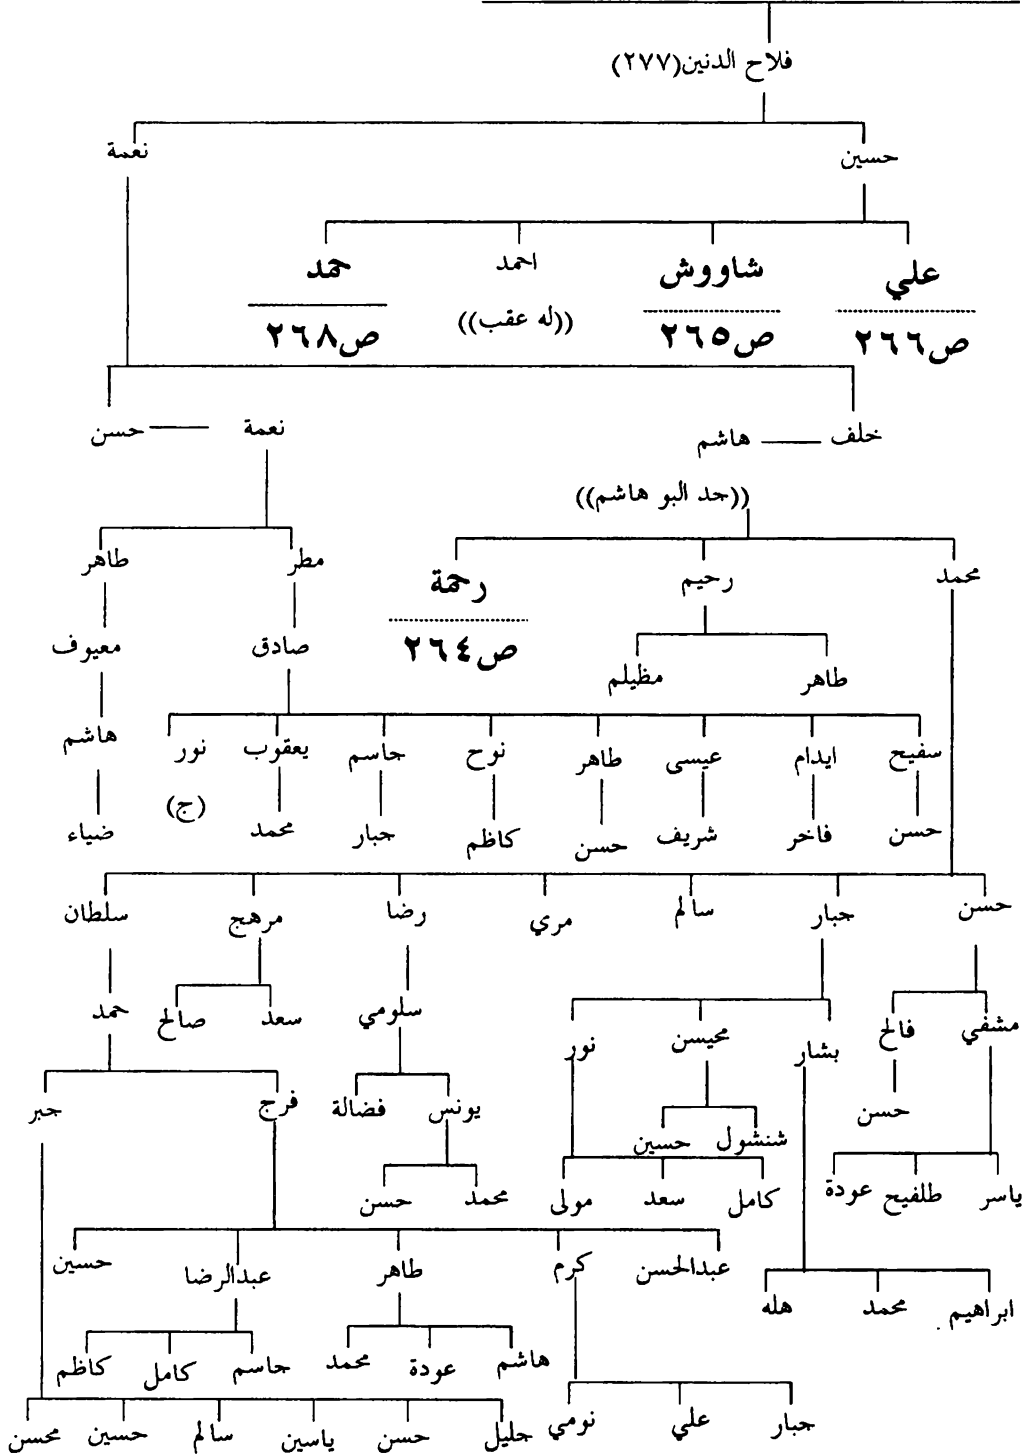 فلاح الدنين(٢٧٧)
حسين نعمة
علي شاووش احمد حمد
ص٢٦٦ ص٢٦٥ ((له عقب)) ص٢٦٨
خلف هاشم نعمة حسن
((جد البو هاشم))
محمد رحيم رحمة مطر طاهر
ص٢٦٤ صادق معيوف
طاهر مظيلم
سفيح ايدام عيسى طاهر نوح جاسم يعقوب نور هاشم
(ج)
حسن فاخر شريف حسن كاظم جبار محمد ضياء
حسن جبار سالم مري رضا مرهج سلطان
مشفي فالح بشار محيسن نور سلومي سعد صالح حمد
حسن شنشول حسين يونس فضالة فرج جبر
ياسر طلفيح عودة كامل سعد مولى محمد حسن
عبدالحسن كرم طاهر عبدالرضا حسين
ابراهيم محمد هله
هاشم عودة محمد جاسم كامل كاظم
جبار علي نومي جليل حسن ياسين سالم حسين محسن